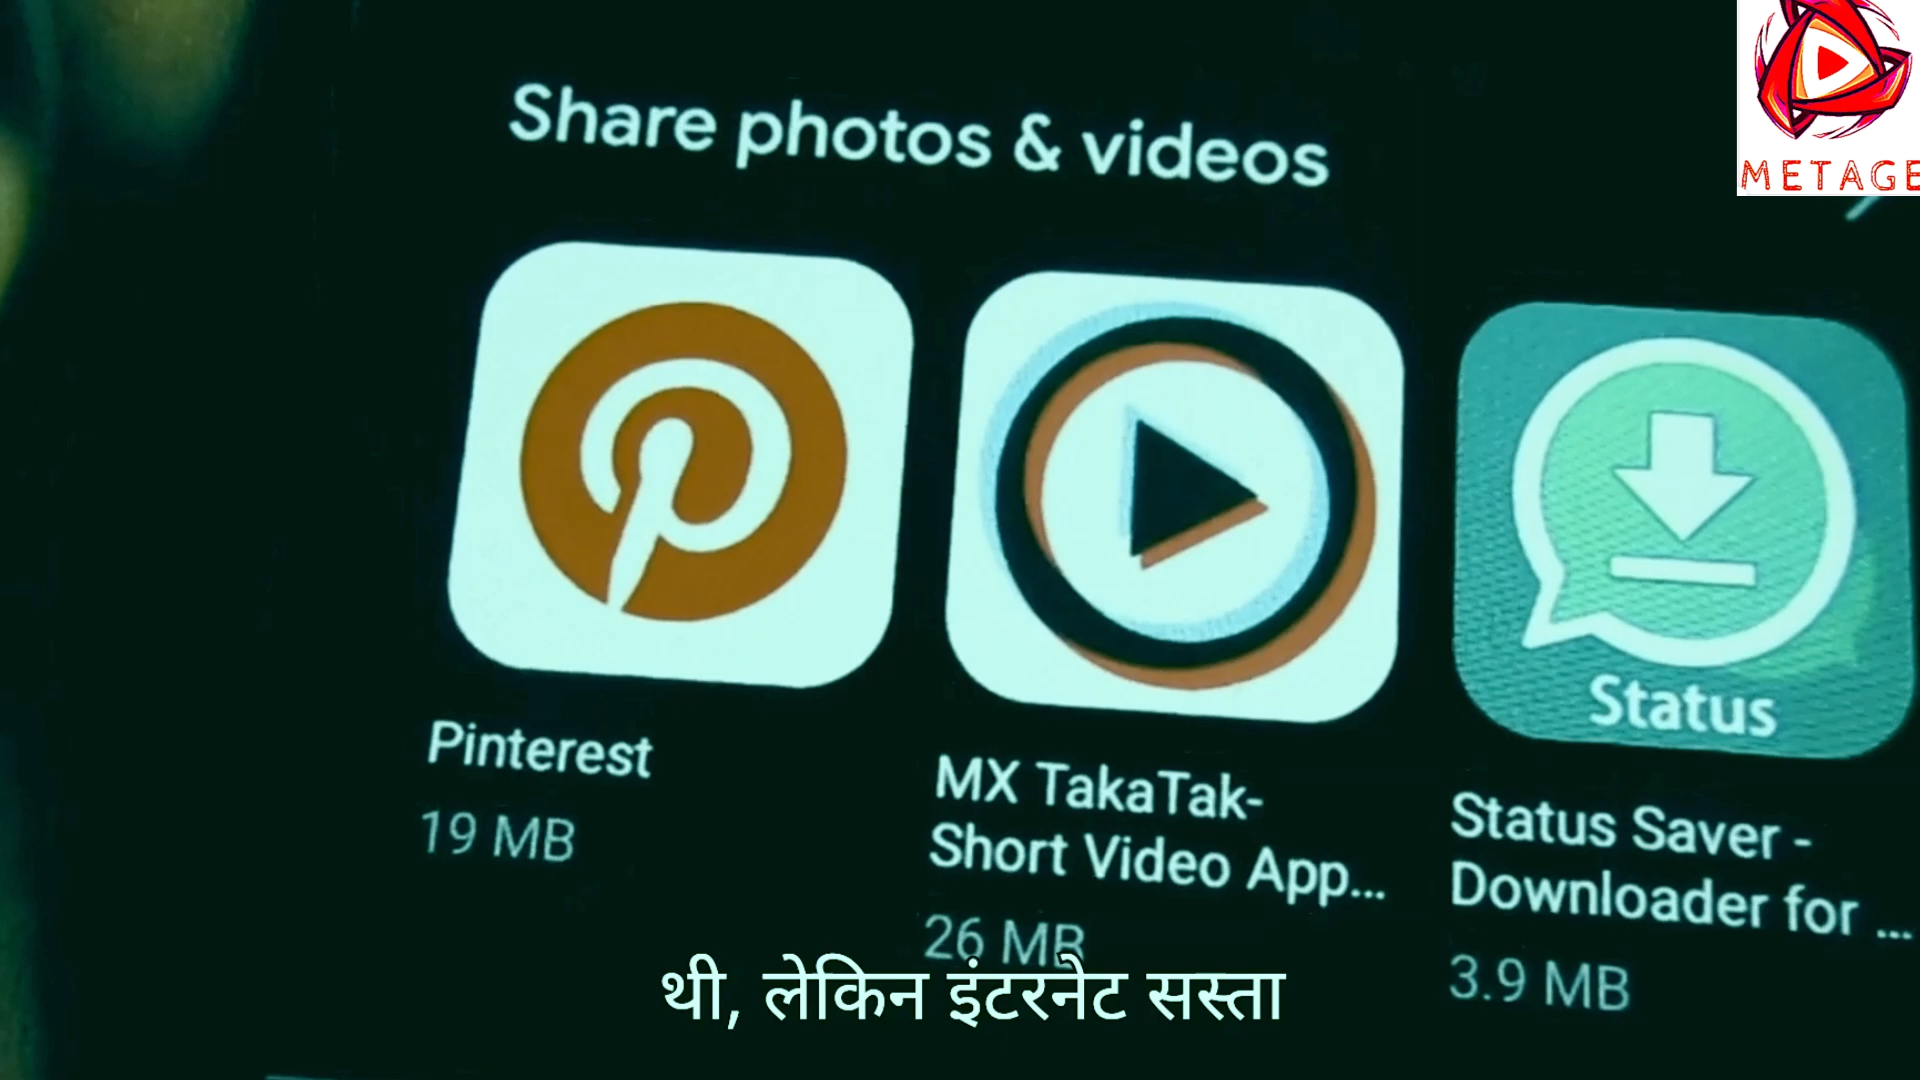 METAGE
Share photos & videos
Status
Pinterest
19 MB
MX TakaTak-
Short Video App...
26 MB
Status Saver -
Downloader for ...
3.9 MB
थी, लेकिन इंटरनेट सस्ता